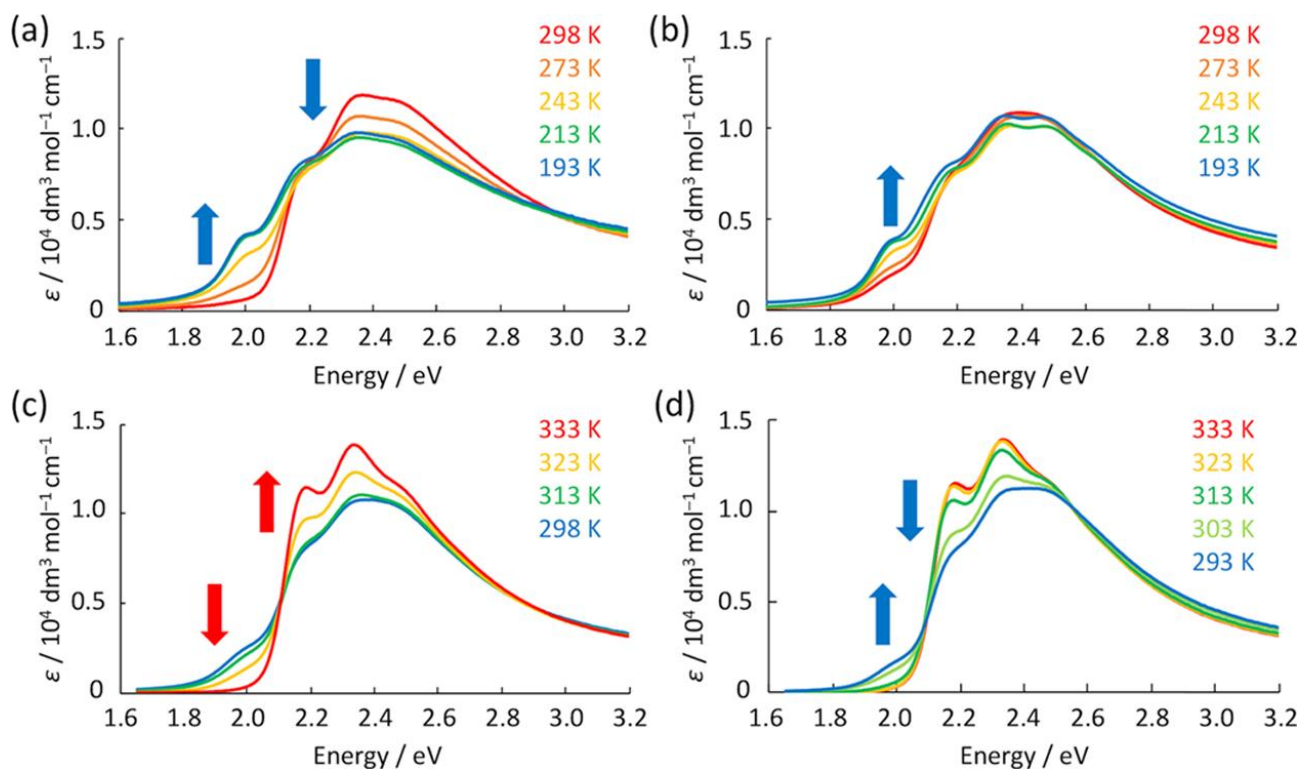 (a)
1.5
1.0
0.5
0
ε / 10⁴ dm³ mol⁻¹ cm⁻¹
298 K
273 K
243 K
213 K
193 K
1.6 1.8 2.0 2.2 2.4 2.6 2.8 3.0 3.2
Energy / eV
(b)
1.5
1.0
0.5
0
ε / 10⁴ dm³ mol⁻¹ cm⁻¹
298 K
273 K
243 K
213 K
193 K
1.6 1.8 2.0 2.2 2.4 2.6 2.8 3.0 3.2
Energy / eV
(c)
1.5
1.0
0.5
0
ε / 10⁴ dm³ mol⁻¹ cm⁻¹
333 K
323 K
313 K
298 K
1.6 1.8 2.0 2.2 2.4 2.6 2.8 3.0 3.2
Energy / eV
(d)
1.5
1.0
0.5
0
ε / 10⁴ dm³ mol⁻¹ cm⁻¹
333 K
323 K
313 K
303 K
293 K
1.6 1.8 2.0 2.2 2.4 2.6 2.8 3.0 3.2
Energy / eV